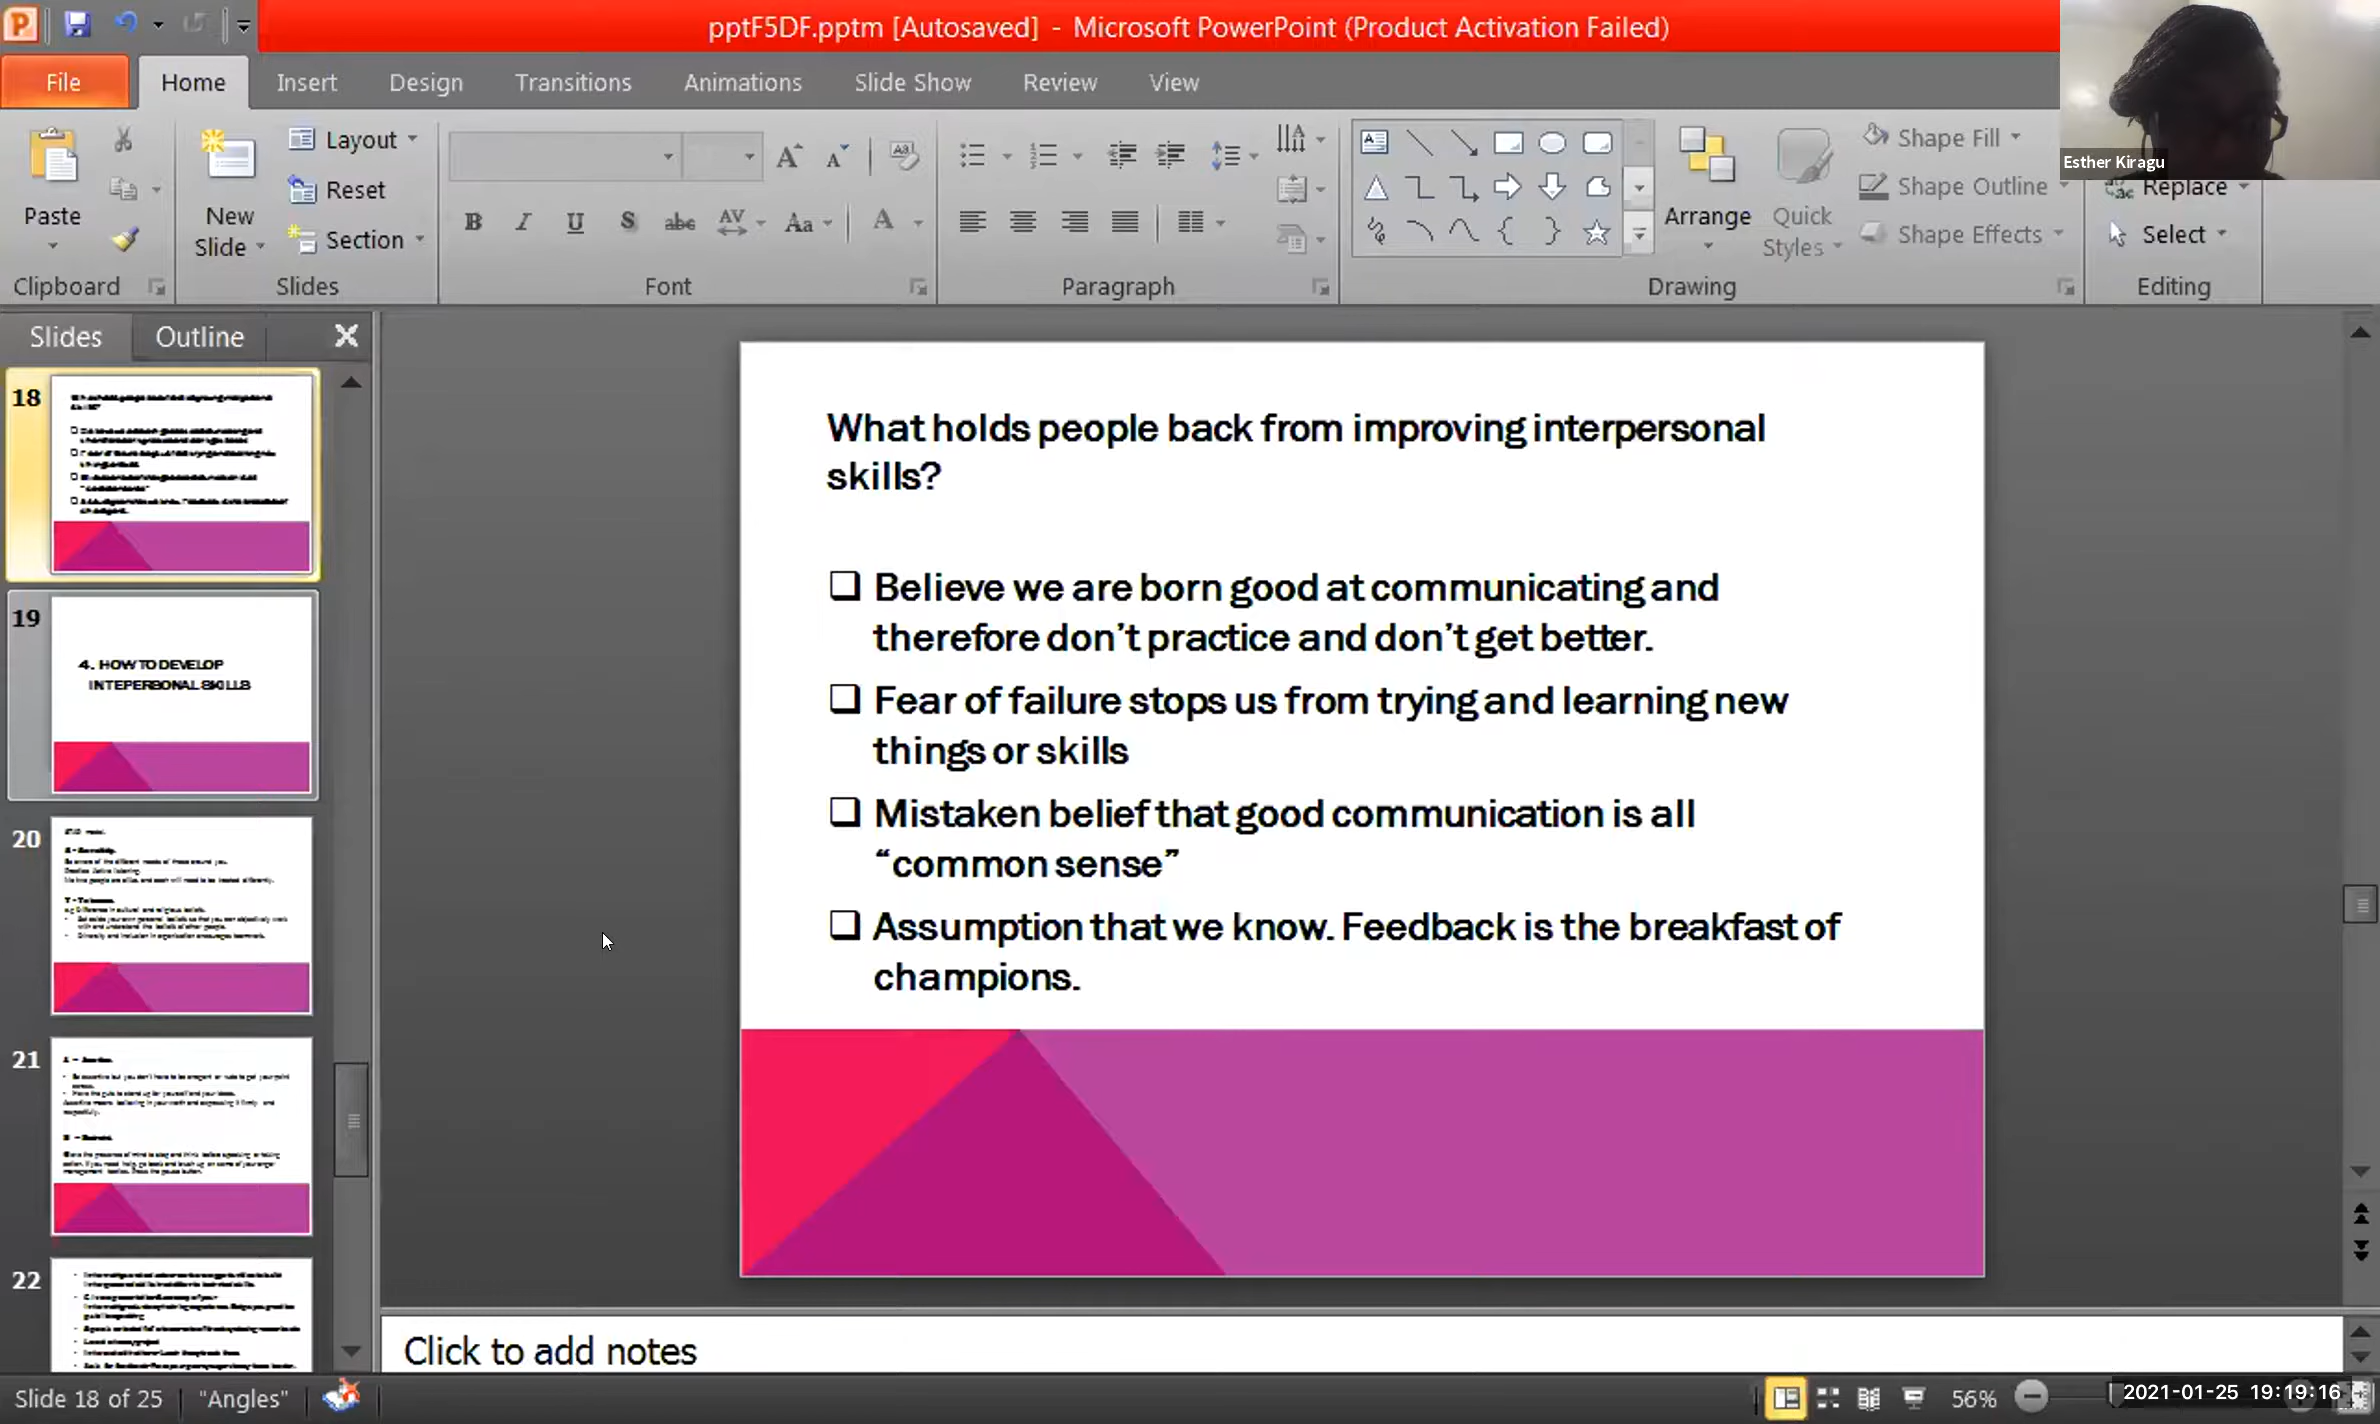 pptF5DF.pptm [Autosaved] - Microsoft PowerPoint (Product Activation Failed)
File Home Insert Design Transitions Animations Slide Show Review View
Esther Kiragu
Paste
Clipboard
New Slide
Layout
Reset
Section
Slides
Font
Paragraph
Arrange
Quick Styles
Shape Fill
Shape Outline
Shape Effects
Drawing
Replace
Select
Editing
Slides Outline
18
19
4. HOW TO DEVELOP
INTEPERSONAL SKILLS
20
21
22
What holds people back from improving interpersonal
skills?
Believe we are born good at communicating and
therefore don’t practice and don’t get better.
Fear of failure stops us from trying and learning new
things or skills
Mistaken belief that good communication is all
“common sense”
Assumption that we know. Feedback is the breakfast of
champions.
Click to add notes
Slide 18 of 25 "Angles" 56%
2021-01-25 19:19:16